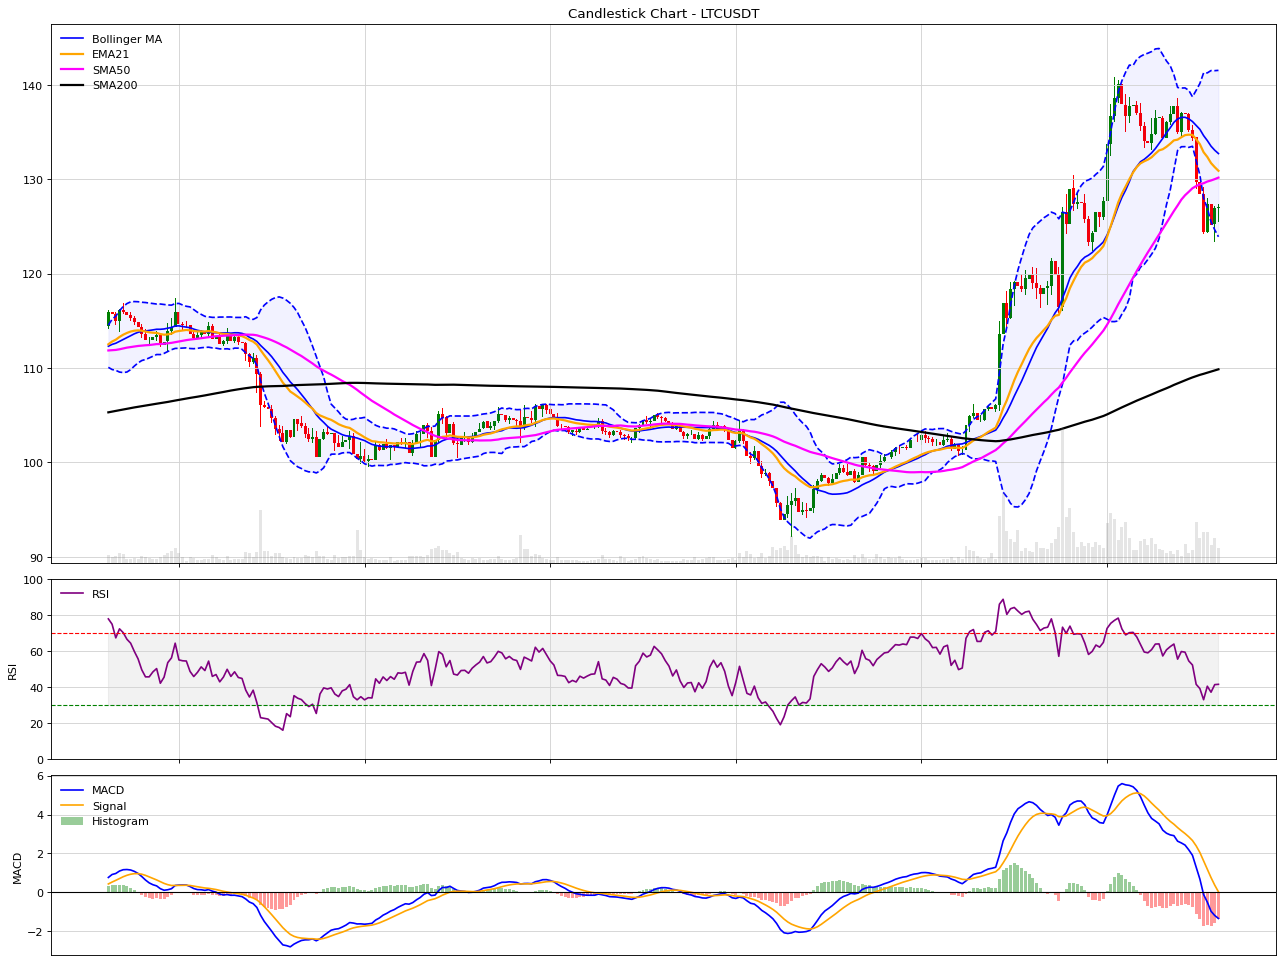 Candlestick Chart - LTCUSDT
Bollinger MA
EMA21
SMA50
SMA200
140
130
120
110
100
90
RSI
100
80
60
40
20
0
RSI
MACD
Signal
Histogram
6
4
2
0
−2
MACD